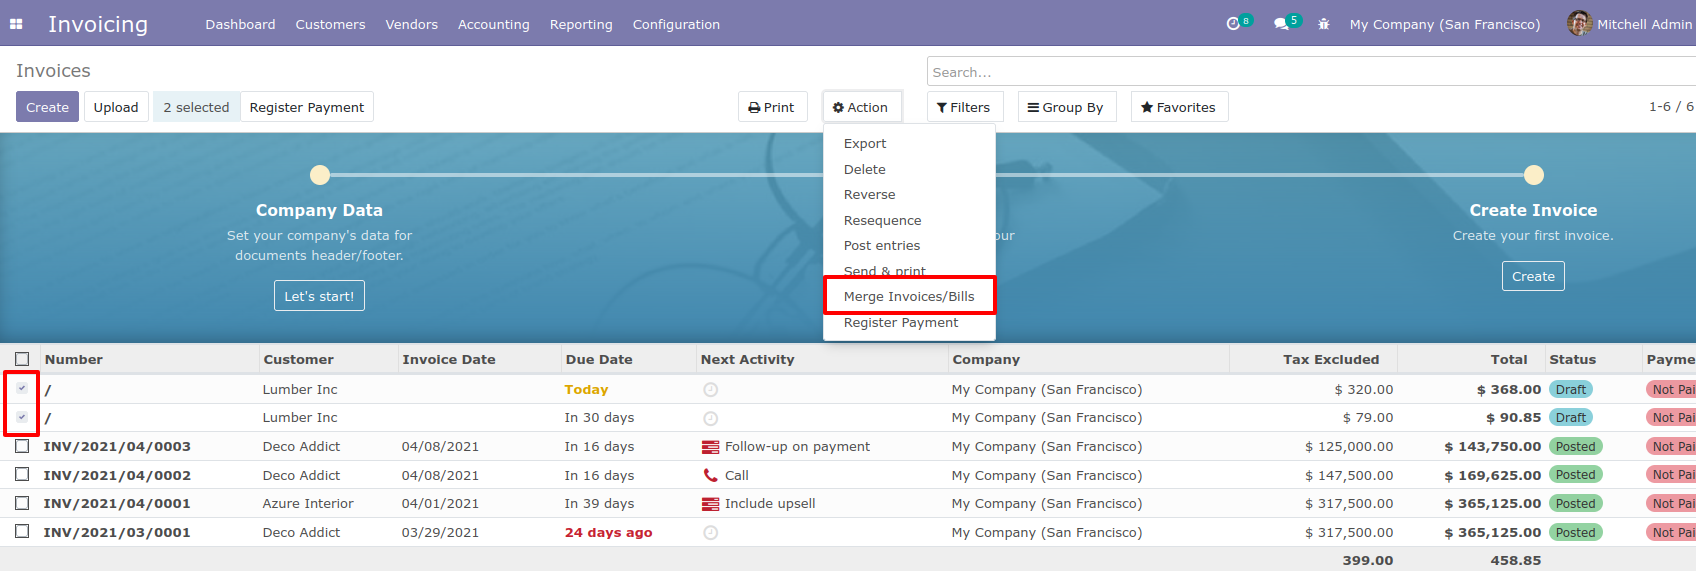 Invoicing Dashboard Customers Vendors Accounting Reporting Configuration 8 5 My Company (San Francisco) Mitchell Admin
Invoices Search...
Create Upload 2 selected Register Payment Print Action Filters Group By Favorites 1-6 / 6
Export
Delete
Reverse
Resequence
Post entries
Send & print
Merge Invoices/Bills
Register Payment
Company Data
Set your company's data for
documents header/footer.
Let's start!
Create Invoice
Create your first invoice.
Create
Number Customer Invoice Date Due Date Next Activity Company Tax Excluded Total Status
/ Lumber Inc Today My Company (San Francisco) $ 320.00 $ 368.00 Draft Not
/ Lumber Inc In 30 days My Company (San Francisco) $ 79.00 $ 90.85 Draft Not
INV/2021/04/0003 Deco Addict 04/08/2021 In 16 days Follow-up on payment My Company (San Francisco) $ 125,000.00 $ 143,750.00 Posted Not
INV/2021/04/0002 Deco Addict 04/08/2021 In 16 days Call My Company (San Francisco) $ 147,500.00 $ 169,625.00 Posted Not
INV/2021/04/0001 Azure Interior 04/01/2021 In 39 days Include upsell My Company (San Francisco) $ 317,500.00 $ 365,125.00 Posted Not
INV/2021/03/0001 Deco Addict 03/29/2021 24 days ago My Company (San Francisco) $ 317,500.00 $ 365,125.00 Posted Not
399.00 458.85